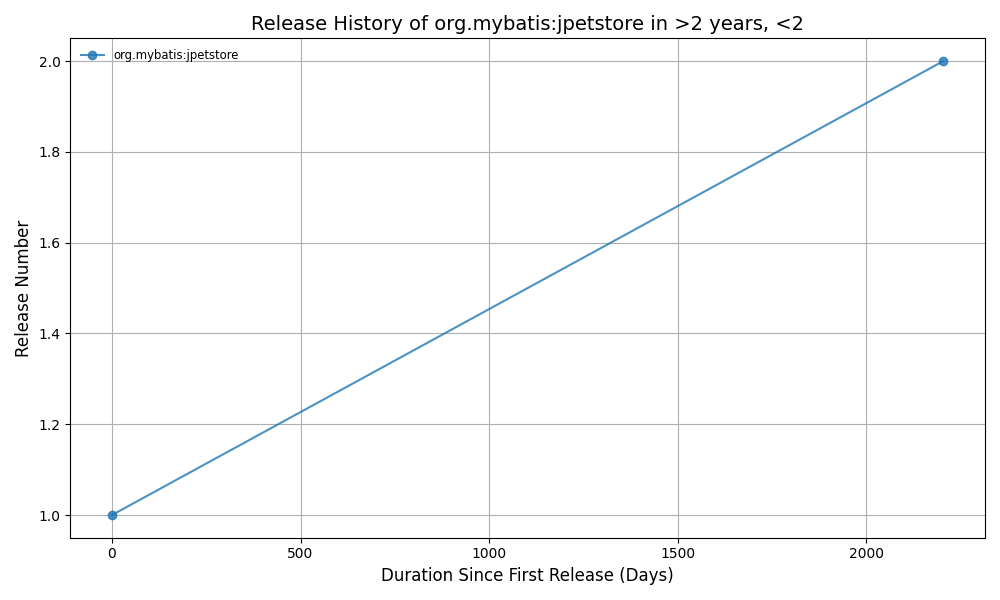 Release History of org.mybatis:jpetstore in >2 years, <2
org.mybatis:jpetstore
2.0
1.8
1.6
1.4
1.2
1.0
Release Number
0 500 1000 1500 2000
Duration Since First Release (Days)